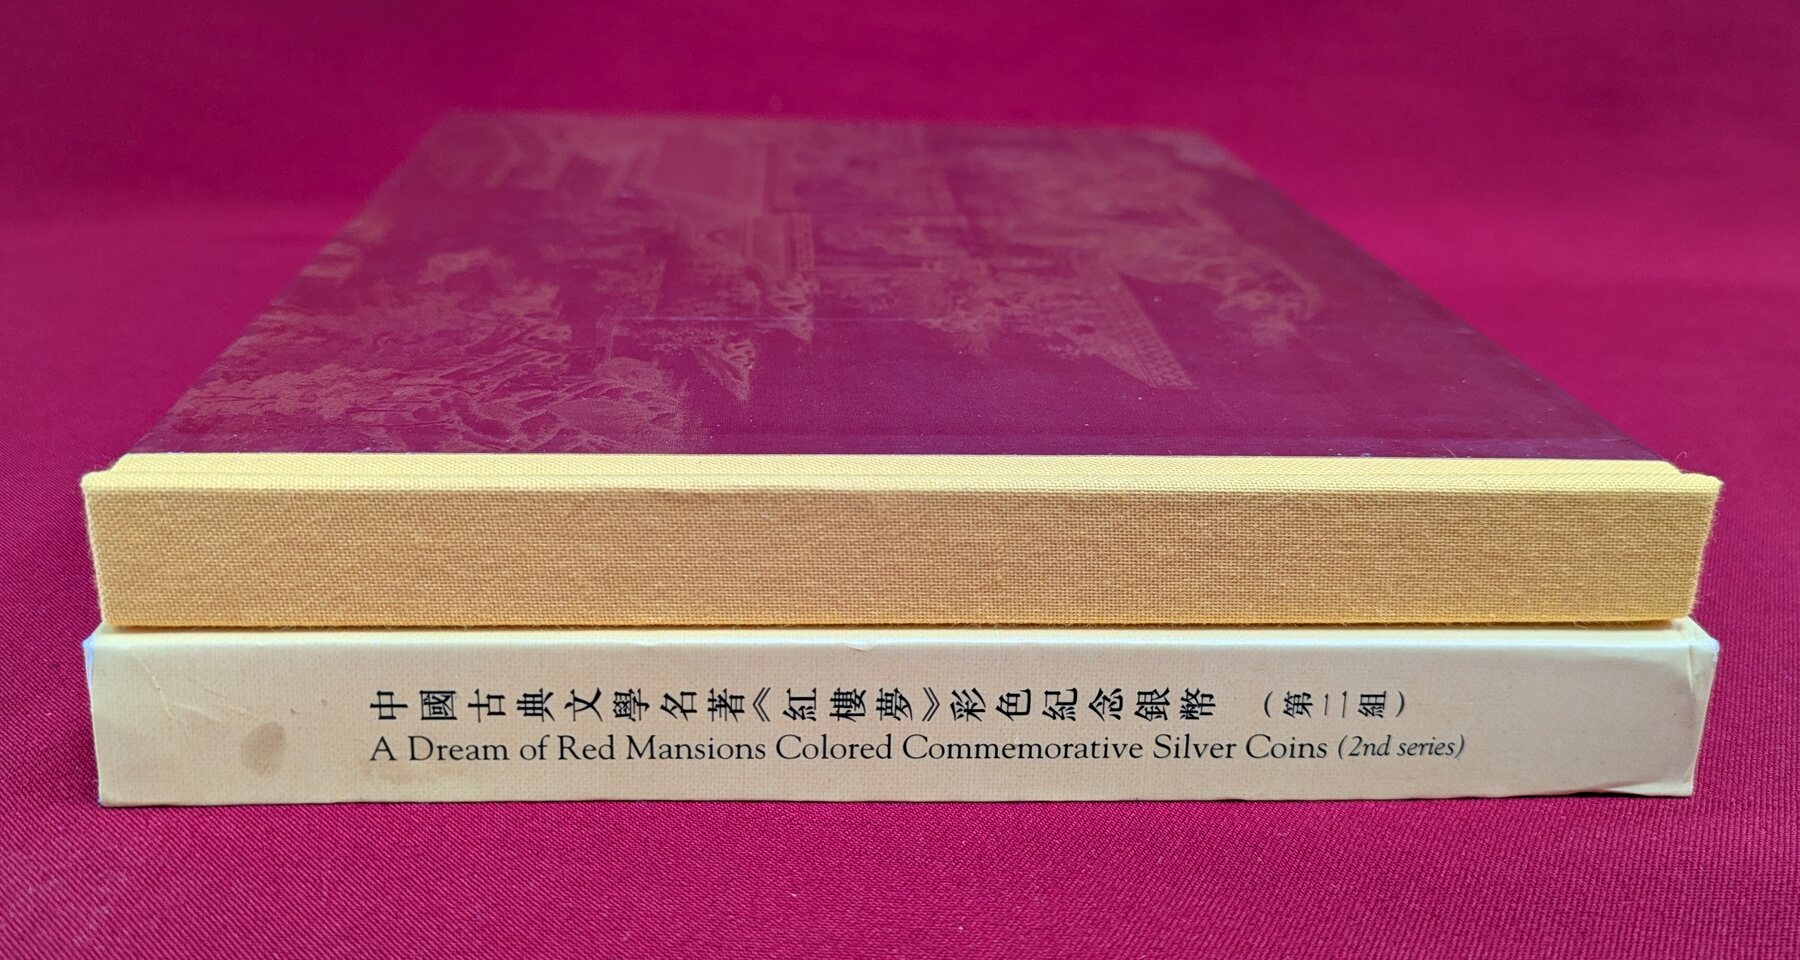 中國古典文學名著《紅樓夢》彩色紀念銀幣 (第二組)
A Dream of Red Mansions Colored Commemorative Silver Coins (2nd series)